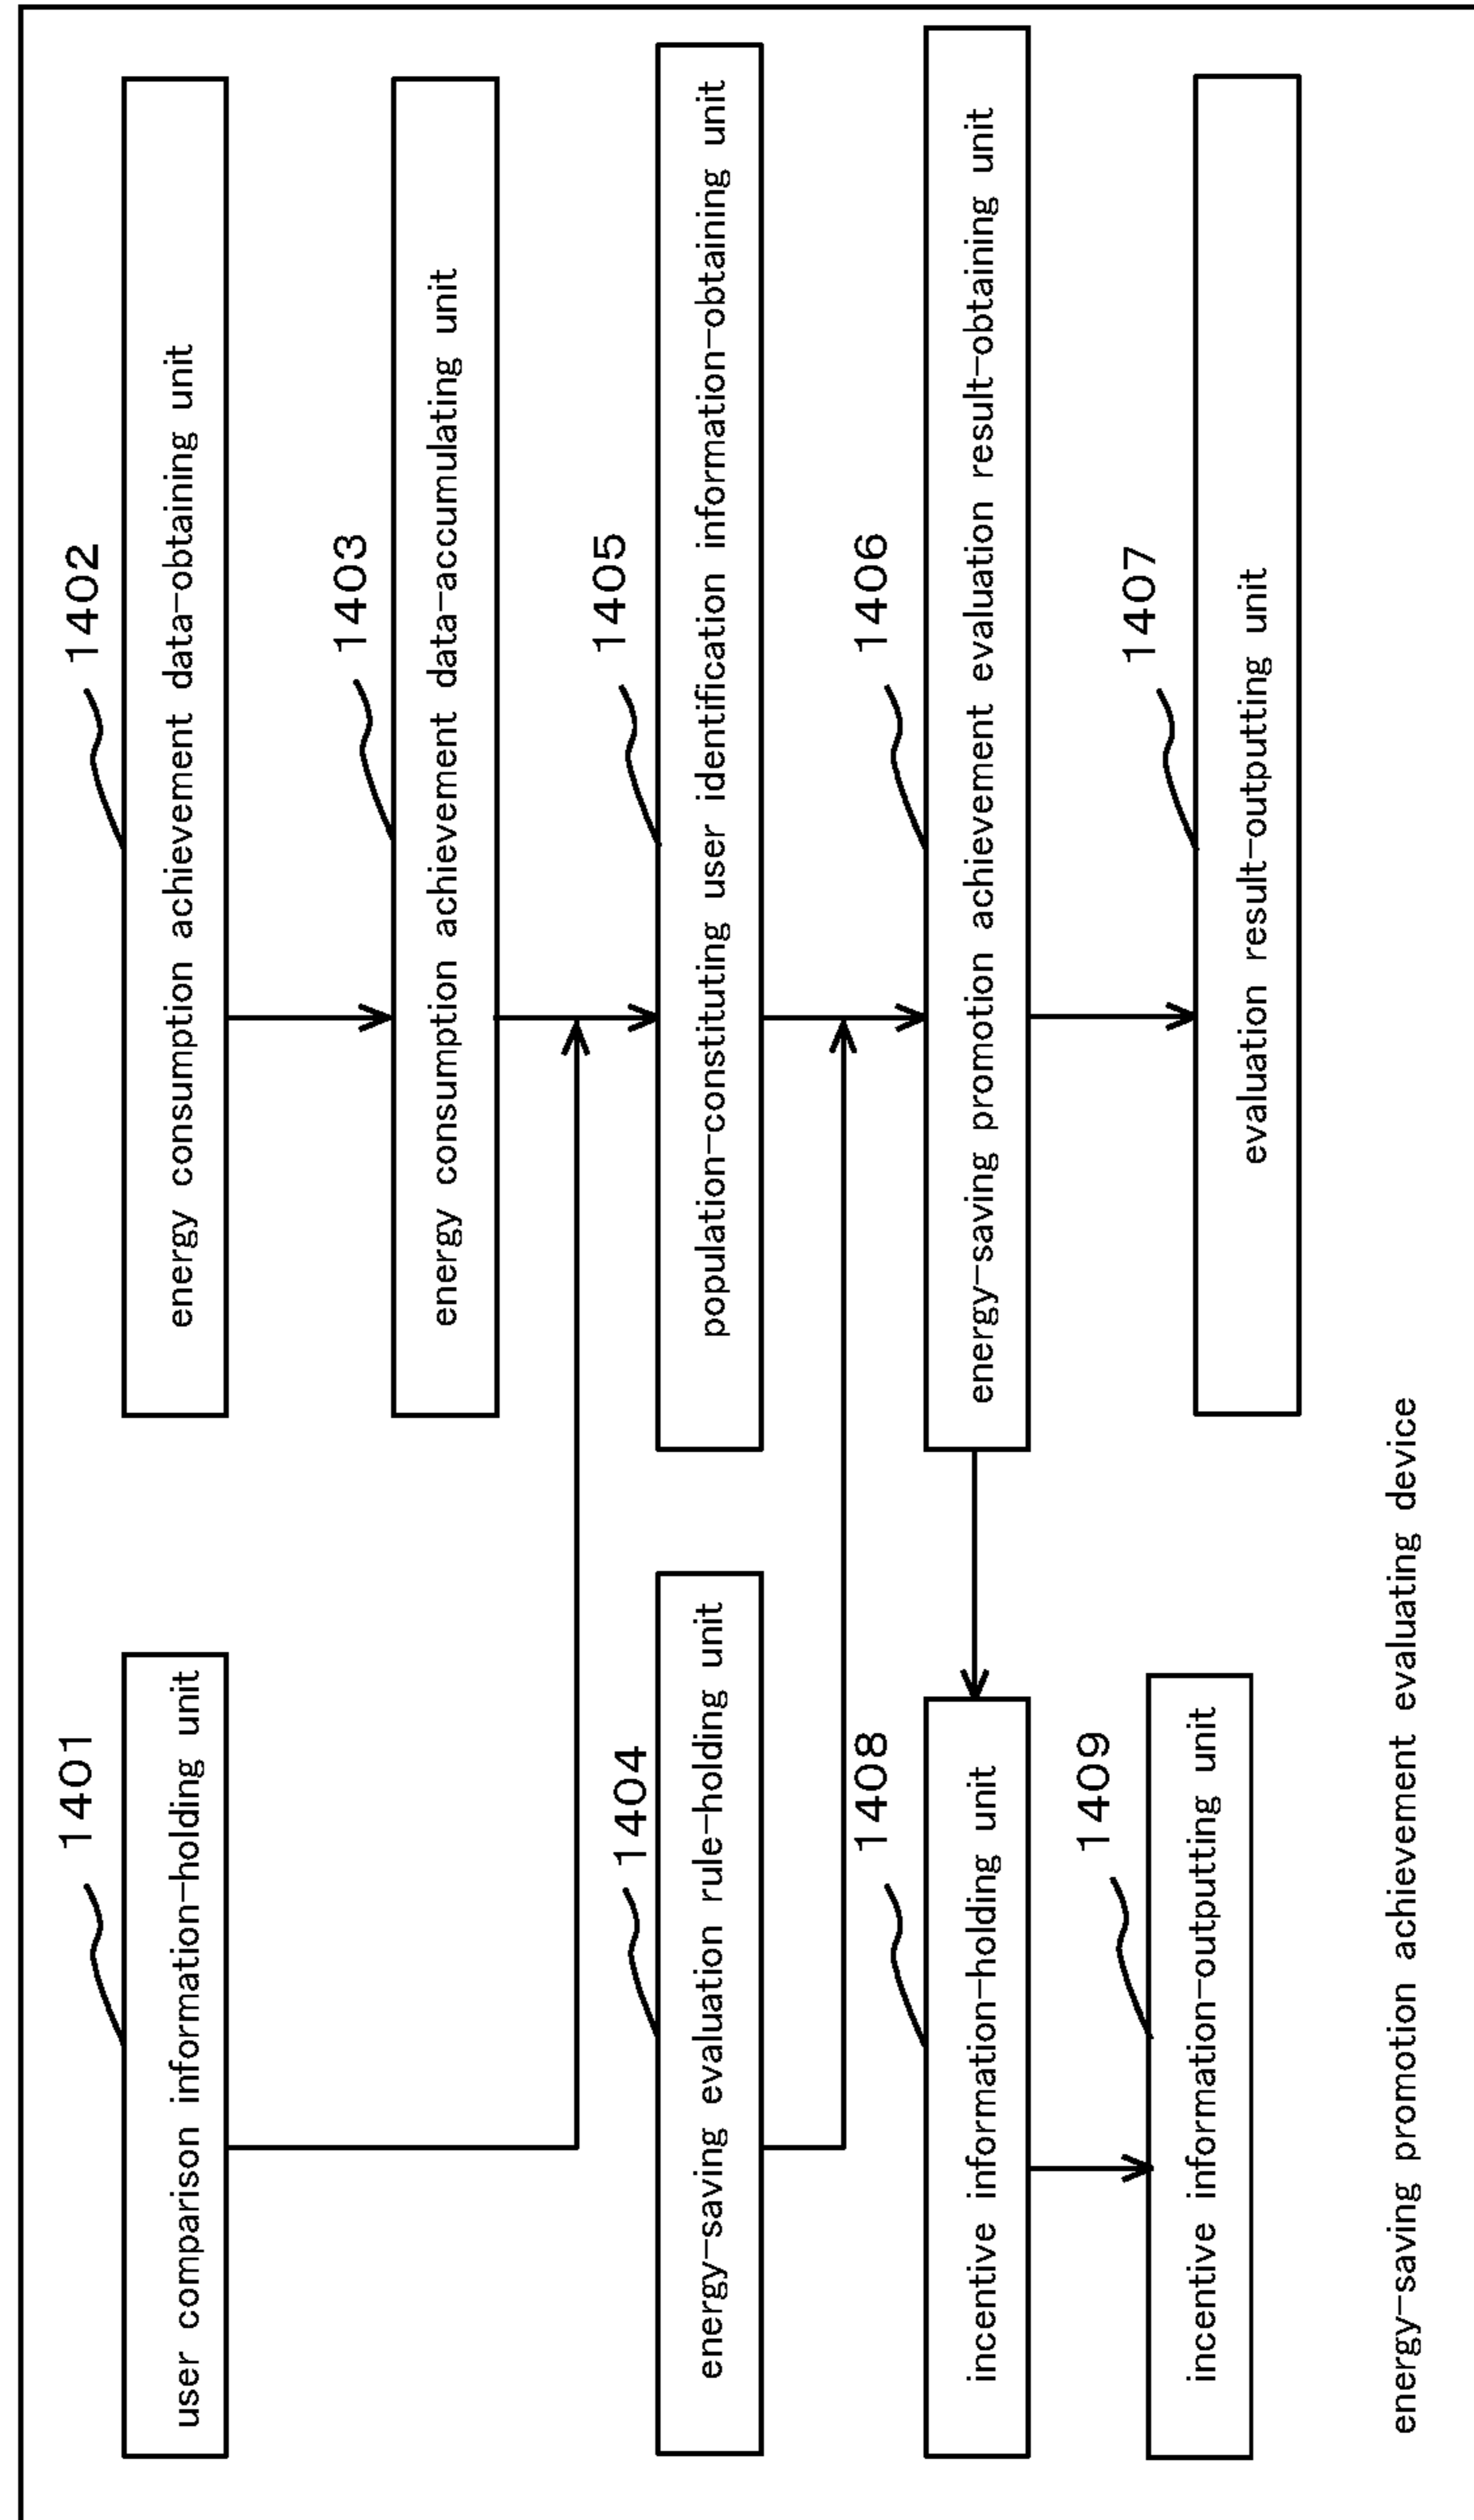 1401
user comparison information-holding unit
1402
energy consumption achievement data-obtaining unit
1403
energy consumption achievement data-accumulating unit
1404
energy-saving evaluation rule-holding unit
1405
population-constituting user identification information-obtaining unit
1408
incentive information-holding unit
1406
energy-saving promotion achievement evaluation result-obtaining unit
1409
incentive information-outputting unit
1407
evaluation result-outputting unit
energy-saving promotion achievement evaluating device